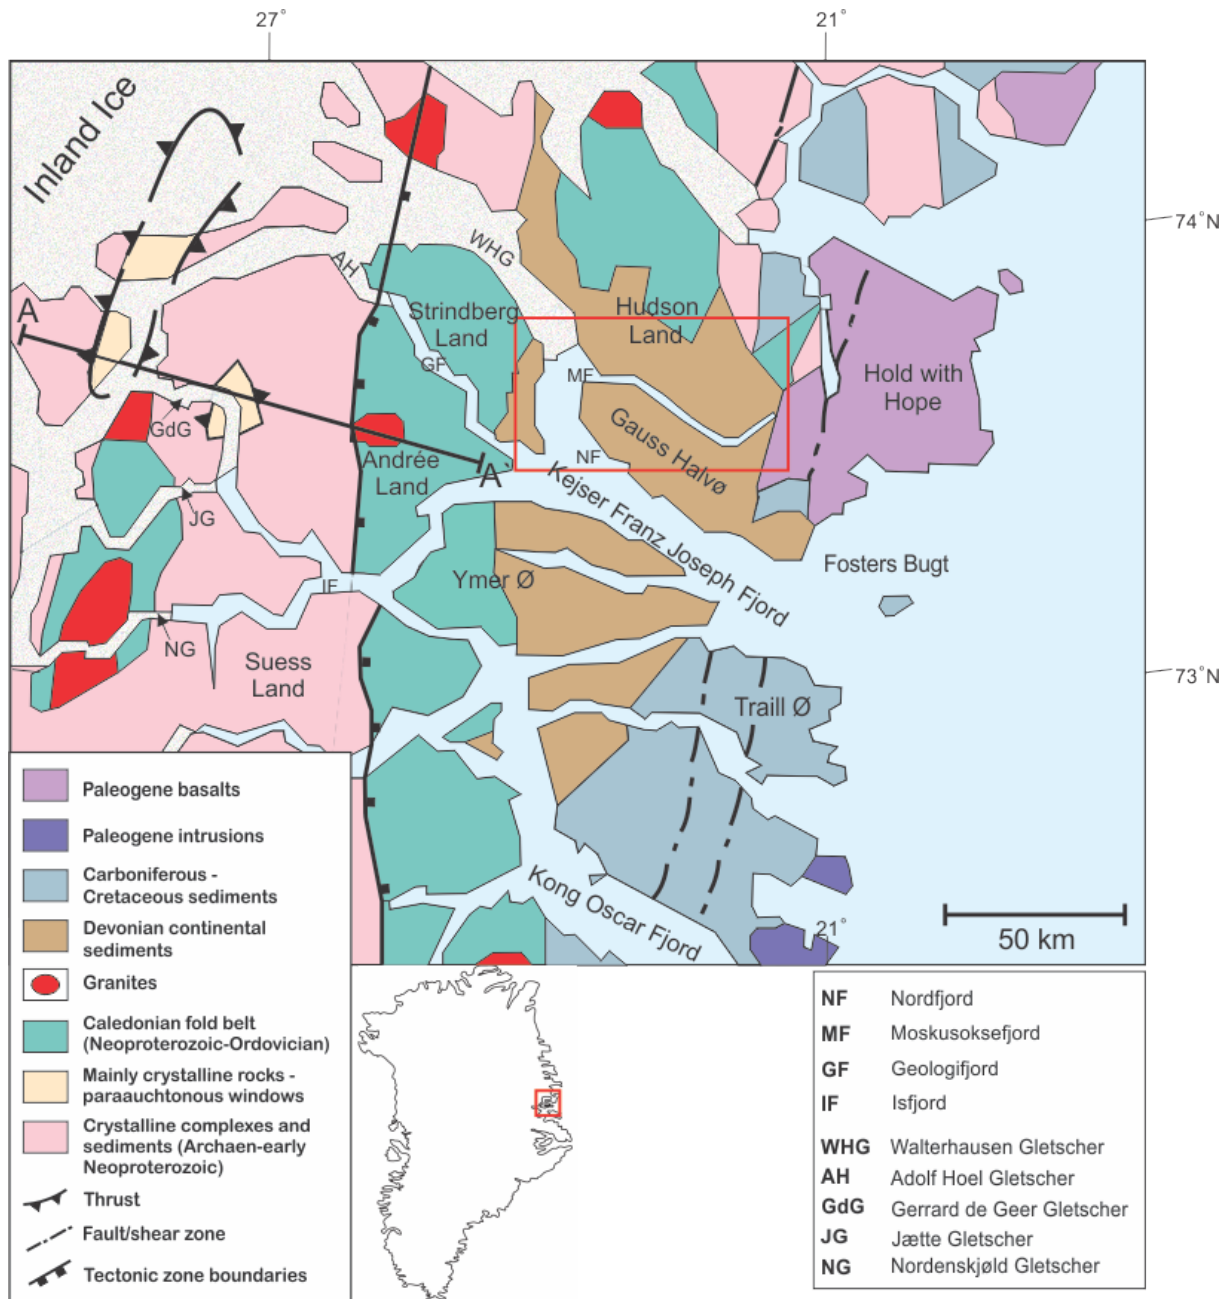 27°
21°
Inland Ice
74°N
WHG
AH
A
Strindberg
Land
Hudson
Land
GF
MF
Hold with
Hope
GdG
Gauss Halvø
Andrée
Land
A`
NF
JG
Kejser Franz Joseph Fjord
Fosters Bugt
IF
Ymer Ø
NG
Suess
Land
73°N
Traill Ø
Kong Oscar Fjord
21°
50 km
Paleogene basalts
Paleogene intrusions
Carboniferous -
Cretaceous sediments
Devonian continental
sediments
Granites
Caledonian fold belt
(Neoproterozoic-Ordovician)
Mainly crystalline rocks -
paraauchtonous windows
Crystalline complexes and
sediments (Archaen-early
Neoproterozoic)
Thrust
Fault/shear zone
Tectonic zone boundaries
NF Nordfjord
MF Moskusoksefjord
GF Geologifjord
IF Isfjord
WHG Walterhausen Gletscher
AH Adolf Hoel Gletscher
GdG Gerrard de Geer Gletscher
JG Jætte Gletscher
NG Nordenskjøld Gletscher